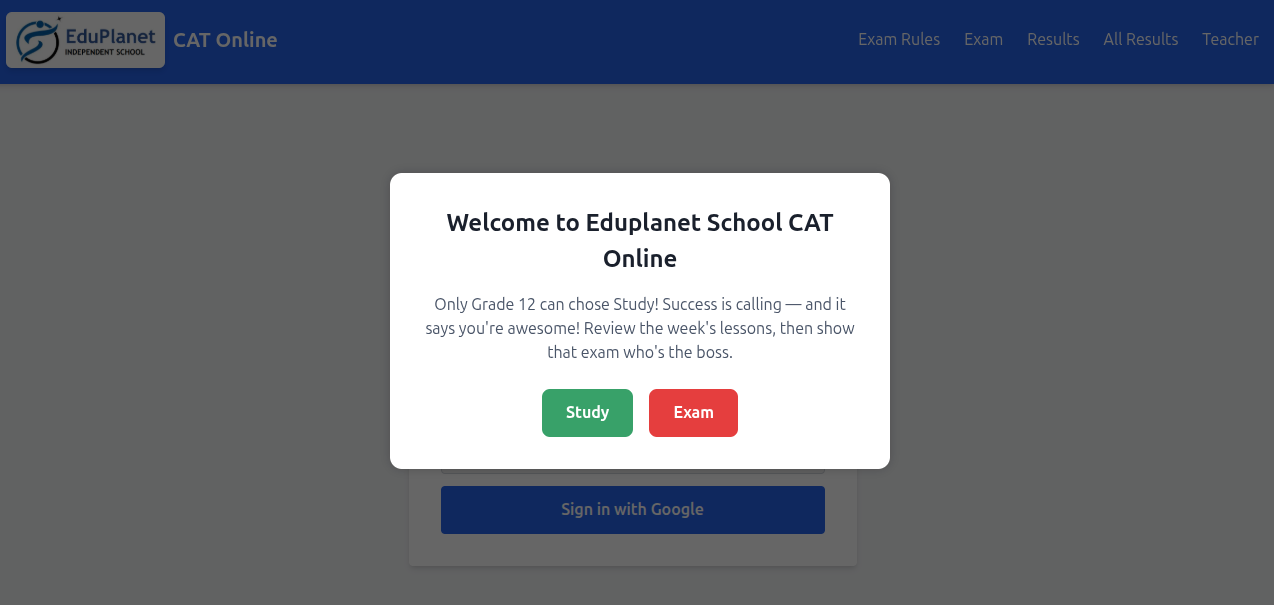 EduPlanet
INDEPENDENT SCHOOL
CAT Online
Exam Rules
Exam
Results
All Results
Teacher
Welcome to Eduplanet School CAT
Online
Only Grade 12 can chose Study! Success is calling — and it
says you're awesome! Review the week's lessons, then show
that exam who's the boss.
Study
Exam
Sign in with Google